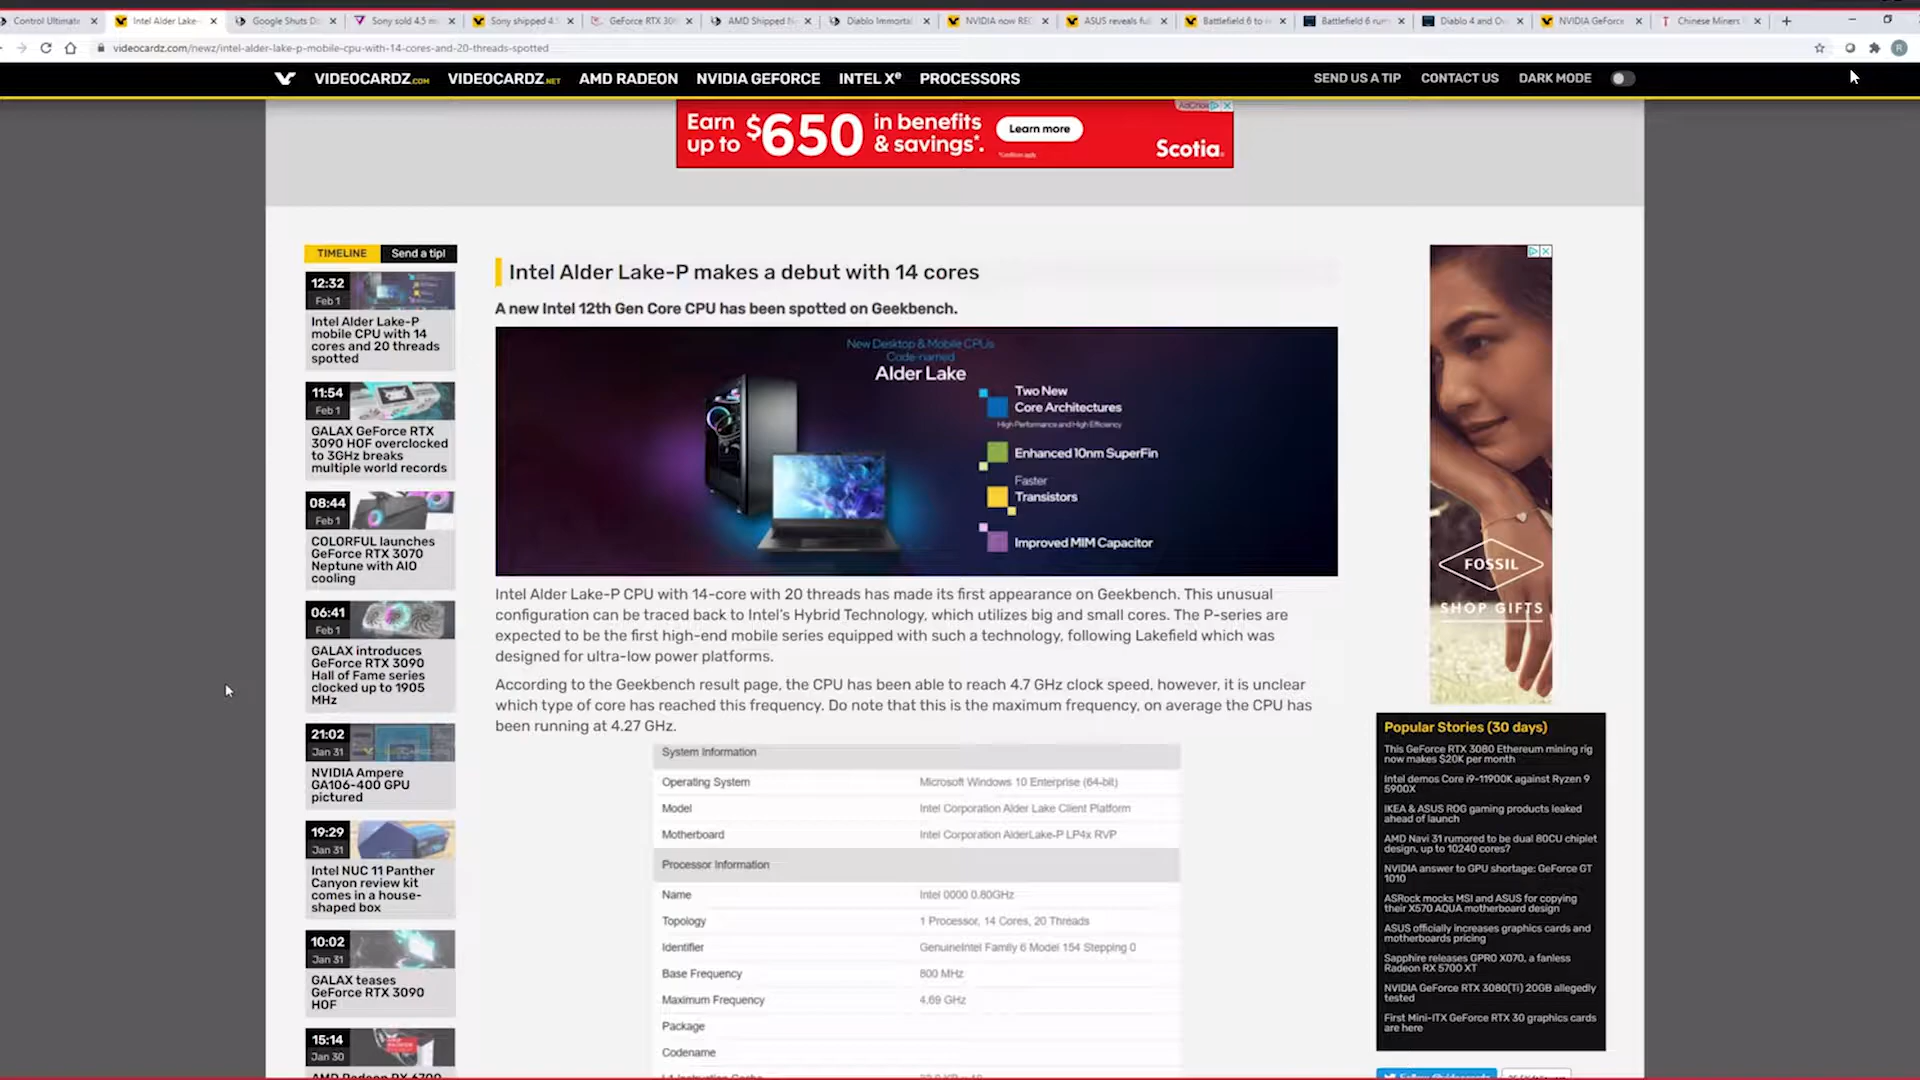 Control Ultimate
Intel Alder Lake-
Google Shuts D
Sony sold 4.5 m
Sony shipped 4.5
GeForce RTX 30
AMD Shipped N
Diablo Immortal
NVIDIA now REC
ASUS reveals ful
Battlefield 6 to r
Battlefield 6 rum
Diablo 4 and Ov
NVIDIA GeForce
Chinese Miners
videocardz.com/newz/intel-alder-lake-p-mobile-cpu-with-14-cores-and-20-threads-spotted
R
VIDEOCARDZ.COM
VIDEOCARDZ.NET
AMD RADEON
NVIDIA GEFORCE
INTEL Xe
PROCESSORS
SEND US A TIP
CONTACT US
DARK MODE
Earn up to $650 in benefits & savings*.
Learn more
Scotia
TIMELINE
Send a tip!
12:32
Feb 1
Intel Alder Lake-P
mobile CPU with 14
cores and 20 threads
spotted
11:54
Feb 1
GALAX GeForce RTX
3090 HOF overclocked
to 3GHz breaks
multiple world records
08:44
Feb 1
COLORFUL launches
GeForce RTX 3070
Neptune with AIO
cooling
06:41
Feb 1
GALAX introduces
GeForce RTX 3090
Hall of Fame series
clocked up to 1905
MHz
21:02
Jan 31
NVIDIA Ampere
GA106-400 GPU
pictured
19:29
Jan 31
Intel NUC 11 Panther
Canyon review kit
comes in a house-
shaped box
10:02
Jan 31
GALAX teases
GeForce RTX 3090
HOF
15:14
Jan 30
AMD Radeon RX 6700
Intel Alder Lake-P makes a debut with 14 cores
A new Intel 12th Gen Core CPU has been spotted on Geekbench.
New Desktop & Mobile CPUs
Code-named
Alder Lake
Two New
Core Architectures
High Performance and High Efficiency
Enhanced 10nm SuperFin
Faster
Transistors
Improved MIM Capacitor
Intel Alder Lake-P CPU with 14-core with 20 threads has made its first appearance on Geekbench. This unusual
configuration can be traced back to Intel's Hybrid Technology, which utilizes big and small cores. The P-series are
expected to be the first high-end mobile series equipped with such a technology, following Lakefield which was
designed for ultra-low power platforms.
According to the Geekbench result page, the CPU has been able to reach 4.7 GHz clock speed, however, it is unclear
which type of core has reached this frequency. Do note that this is the maximum frequency, on average the CPU has
been running at 4.27 GHz.
System Information
Operating System Microsoft Windows 10 Enterprise (64-bit)
Model Intel Corporation Alder Lake Client Platform
Motherboard Intel Corporation AlderLake-P LP4x RVP
Processor Information
Name Intel 0000 0.80GHz
Topology 1 Processor, 14 Cores, 20 Threads
Identifier GenuineIntel Family 6 Model 154 Stepping 0
Base Frequency 800 MHz
Maximum Frequency 4.69 GHz
Package
Codename
FOSSIL
SHOP GIFTS
Popular Stories (30 days)
This GeForce RTX 3080 Ethereum mining rig
now makes $20K per month
Intel demos Core i9-11900K against Ryzen 9
5900X
IKEA & ASUS ROG gaming products leaked
ahead of launch
AMD Navi 31 rumored to be dual 80CU chiplet
design, up to 10240 cores?
NVIDIA answer to GPU shortage: GeForce GT
1010
ASRock mocks MSI and ASUS for copying
their X570 AQUA motherboard design
ASUS officially increases graphics cards and
motherboards pricing
Sapphire releases GPRO X070, a fanless
Radeon RX 5700 XT
NVIDIA GeForce RTX 3080(Ti) 20GB allegedly
tested
First Mini-ITX GeForce RTX 30 graphics cards
are here